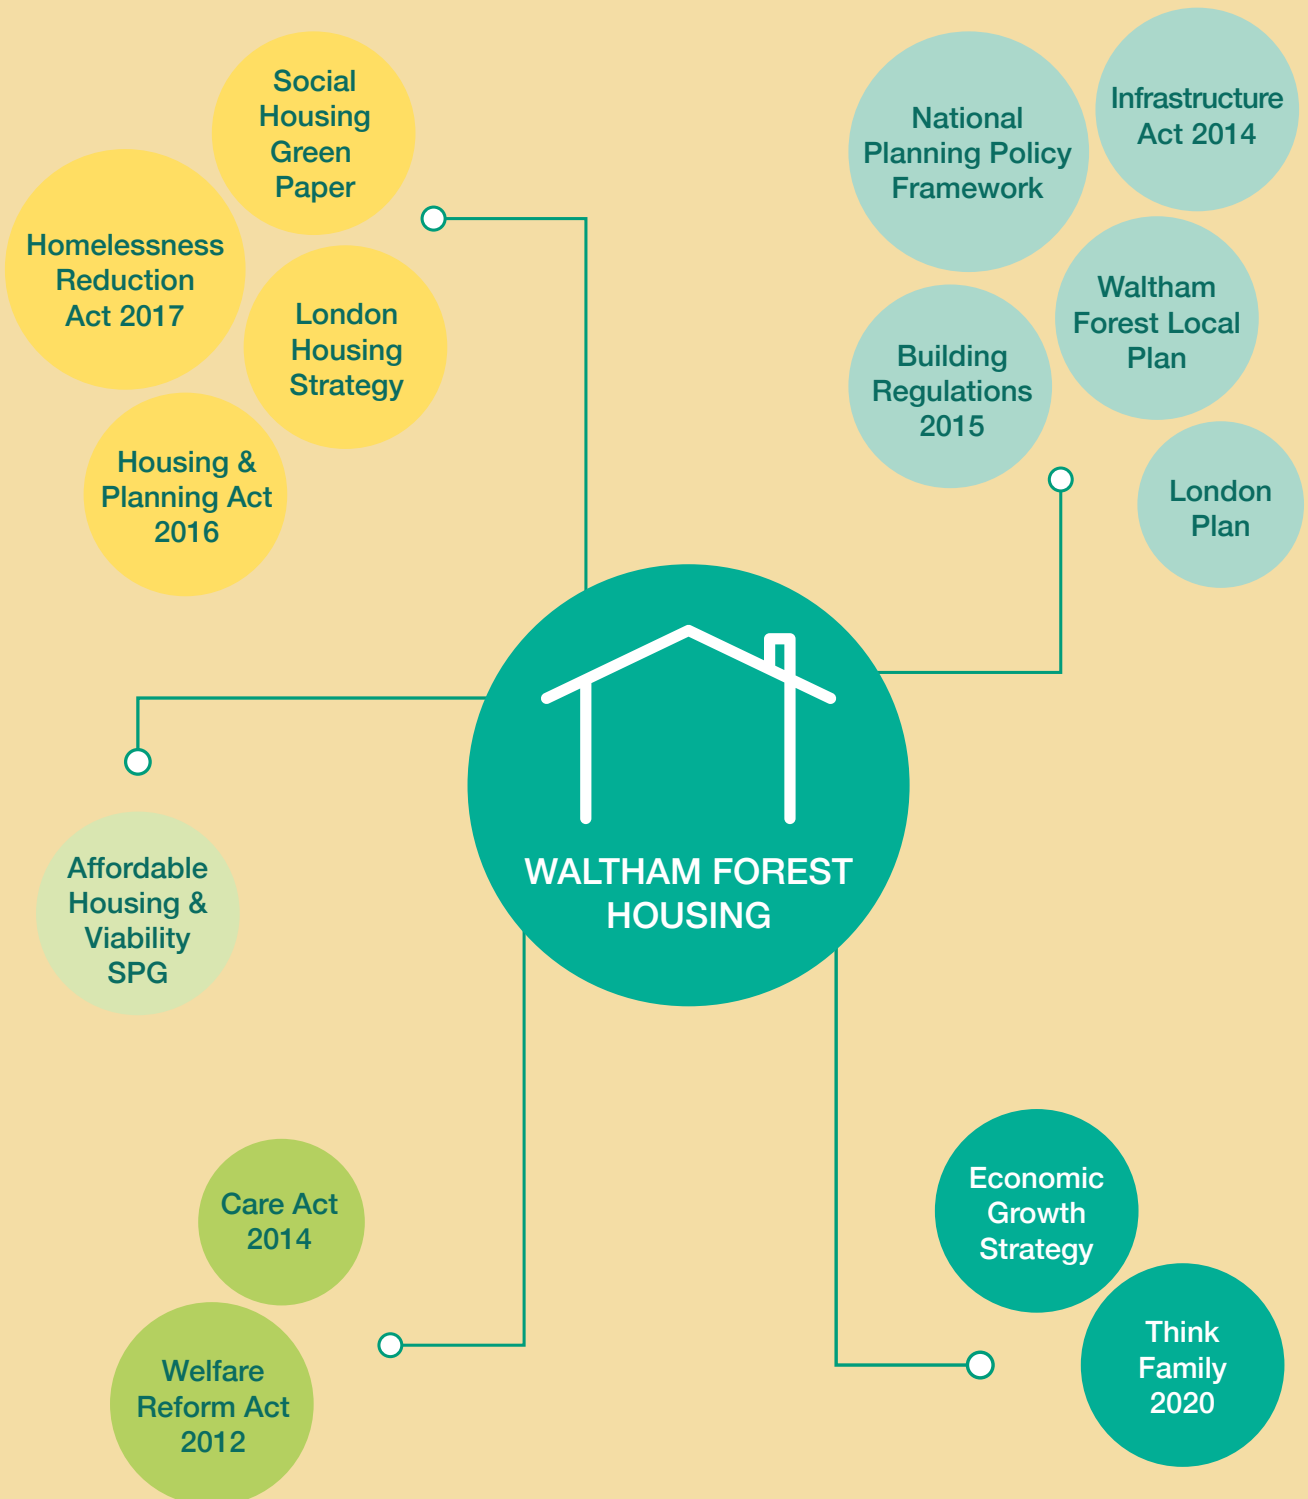 Social
Housing
Green
Paper
Homelessness
Reduction
Act 2017
London
Housing
Strategy
Housing &
Planning Act
2016
National
Planning Policy
Framework
Infrastructure
Act 2014
Waltham
Forest Local
Plan
Building
Regulations
2015
London
Plan
WALTHAM FOREST
HOUSING
Affordable
Housing &
Viability
SPG
Care Act
2014
Welfare
Reform Act
2012
Economic
Growth
Strategy
Think
Family
2020